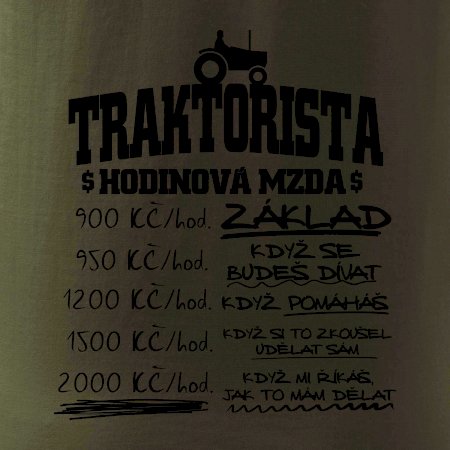 TRAKTORISTA
$ HODINOVÁ MZDA $
900 KČ/hod. ZÁKLAD
950 KČ/hod. KDYŽ SE
BUDEŠ DÍVAT
1200 KČ/hod. KDYŽ POMÁHÁŠ
1500 KČ/hod. KDYŽ SI TO ZKOUŠEL
UDĚLAT SÁM
2000 KČ/hod. KDYŽ MI ŘÍKÁŠ,
JAK TO MÁM DĚLAT